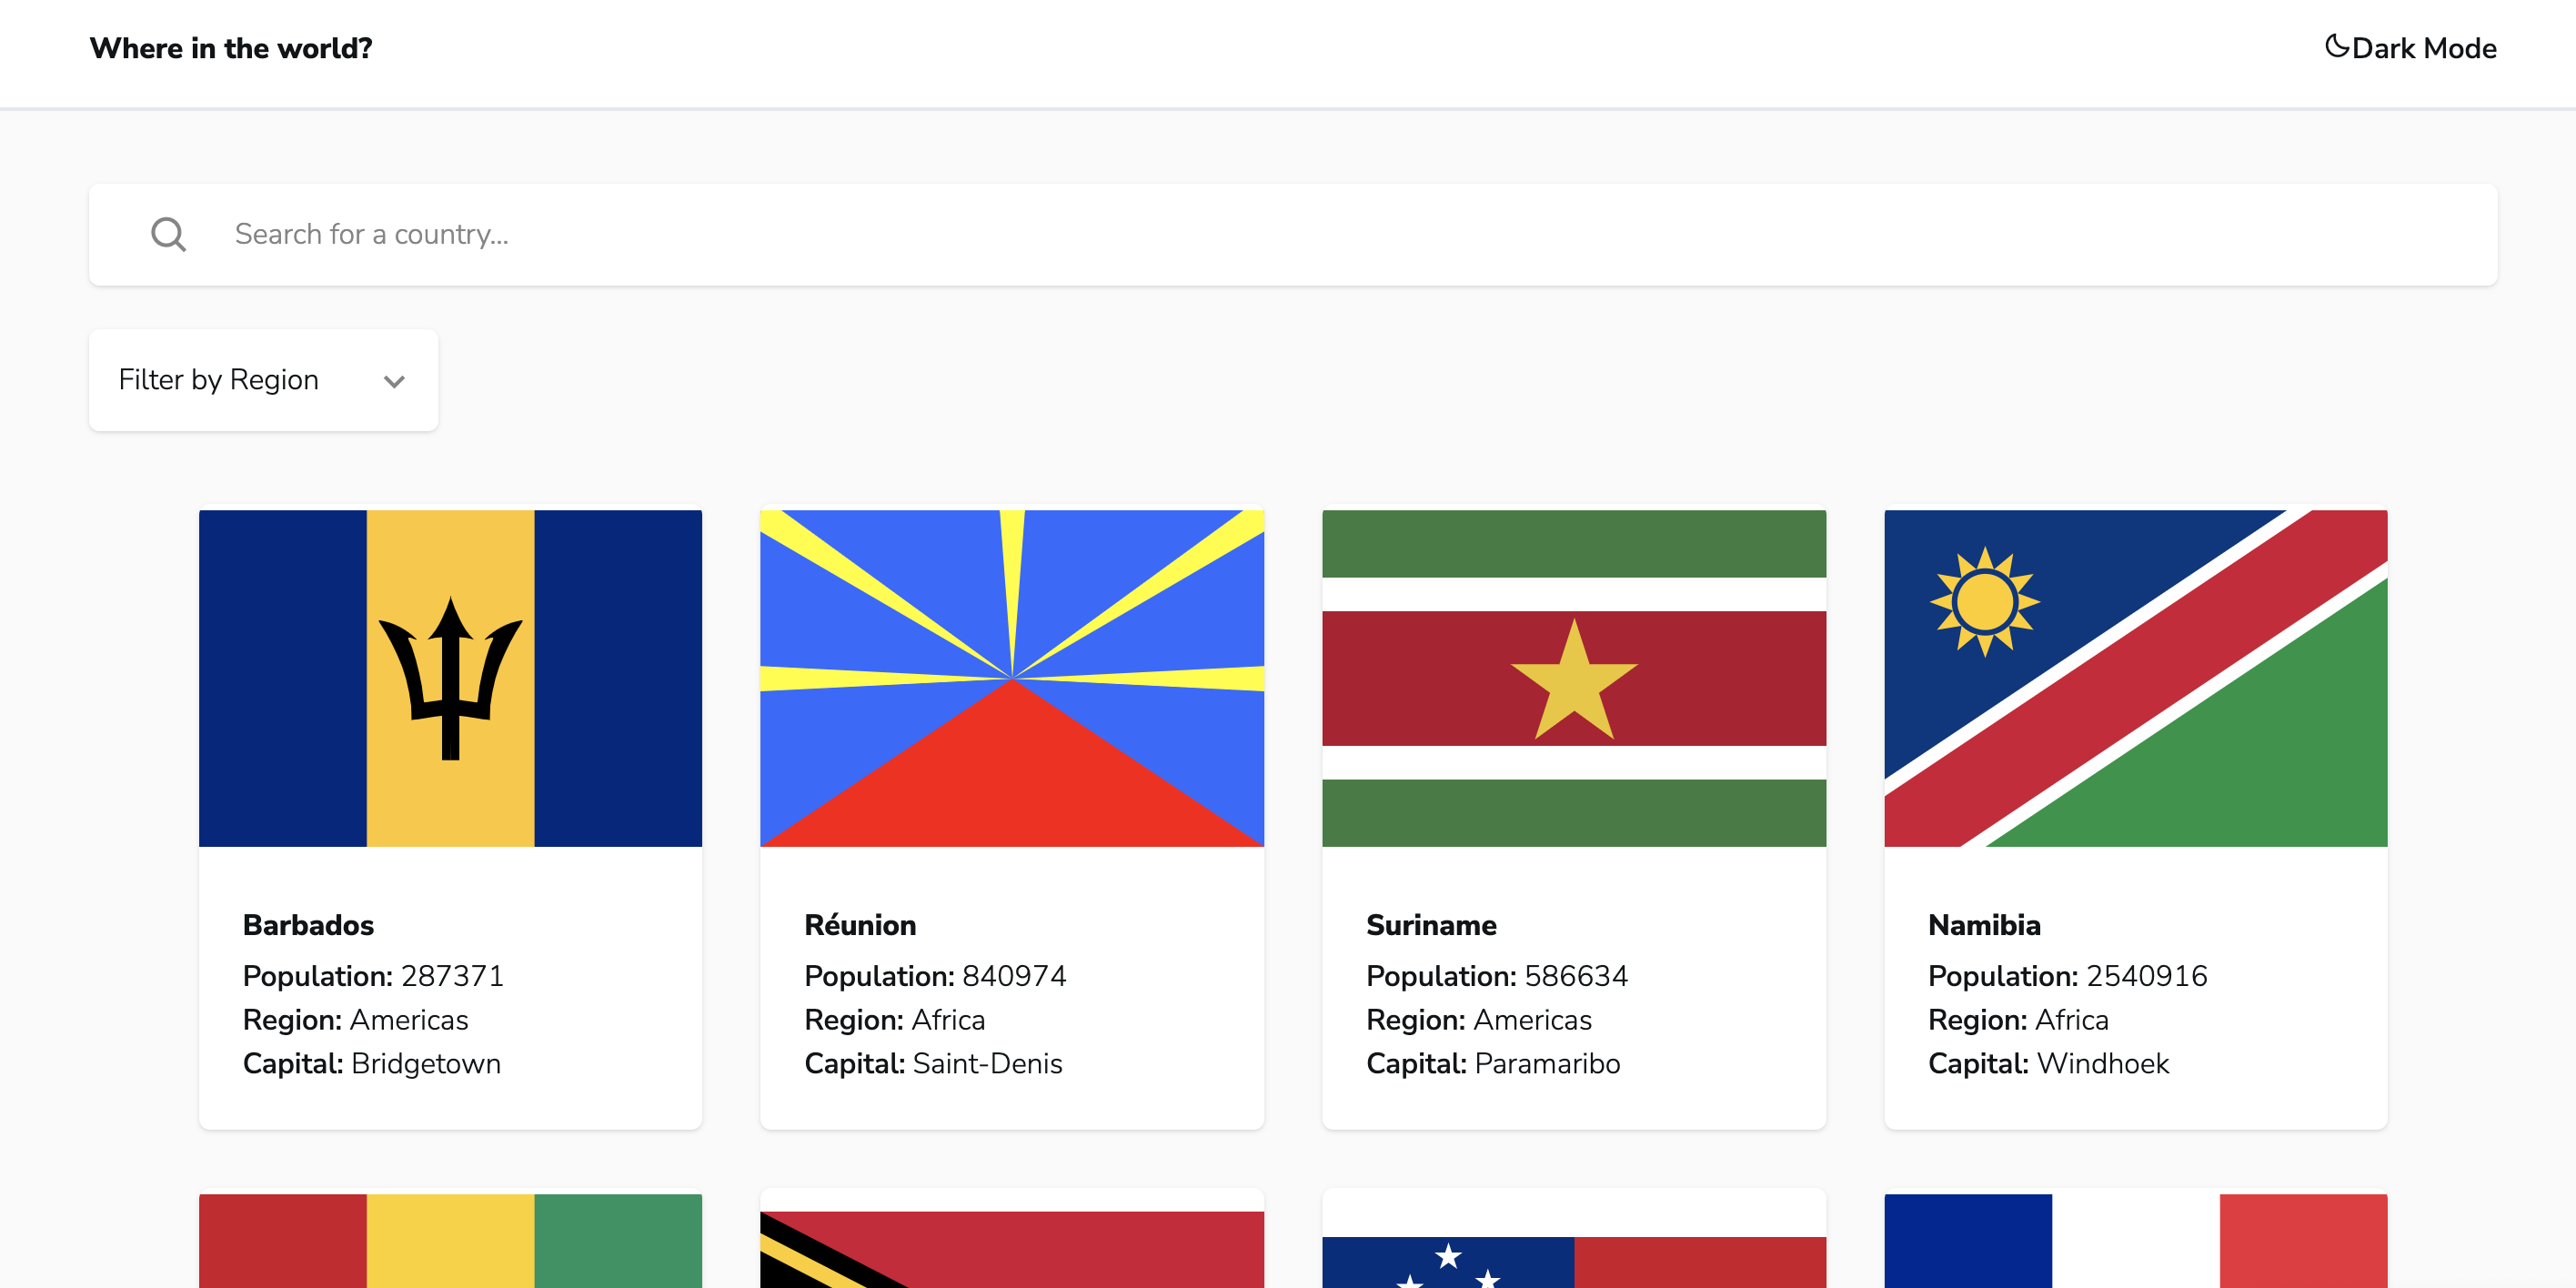 Where in the world?
Dark Mode
Search for a country...
Filter by Region
Barbados
Population: 287371
Region: Americas
Capital: Bridgetown
Réunion
Population: 840974
Region: Africa
Capital: Saint-Denis
Suriname
Population: 586634
Region: Americas
Capital: Paramaribo
Namibia
Population: 2540916
Region: Africa
Capital: Windhoek